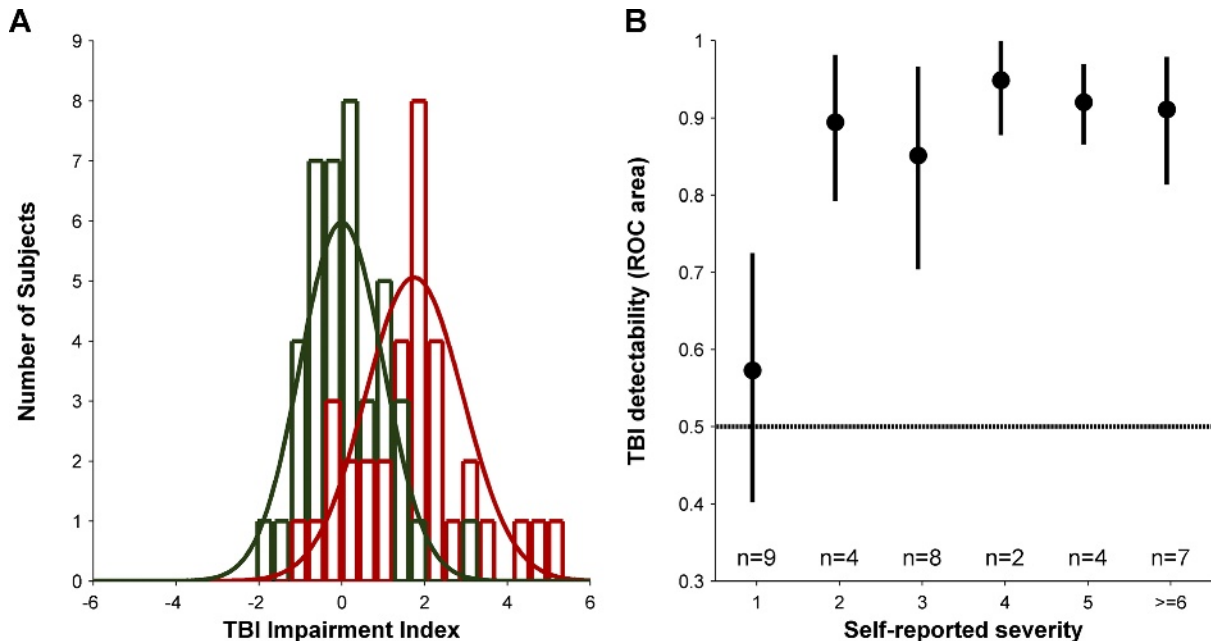 A
9
8
7
6
5
4
3
2
1
0
Number of Subjects
-6 -4 -2 0 2 4 6
TBI Impairment Index
B
1
0.9
0.8
0.7
0.6
0.5
0.4
0.3
TBI detectability (ROC area)
n=9 n=4 n=8 n=2 n=4 n=7
1 2 3 4 5 >=6
Self-reported severity